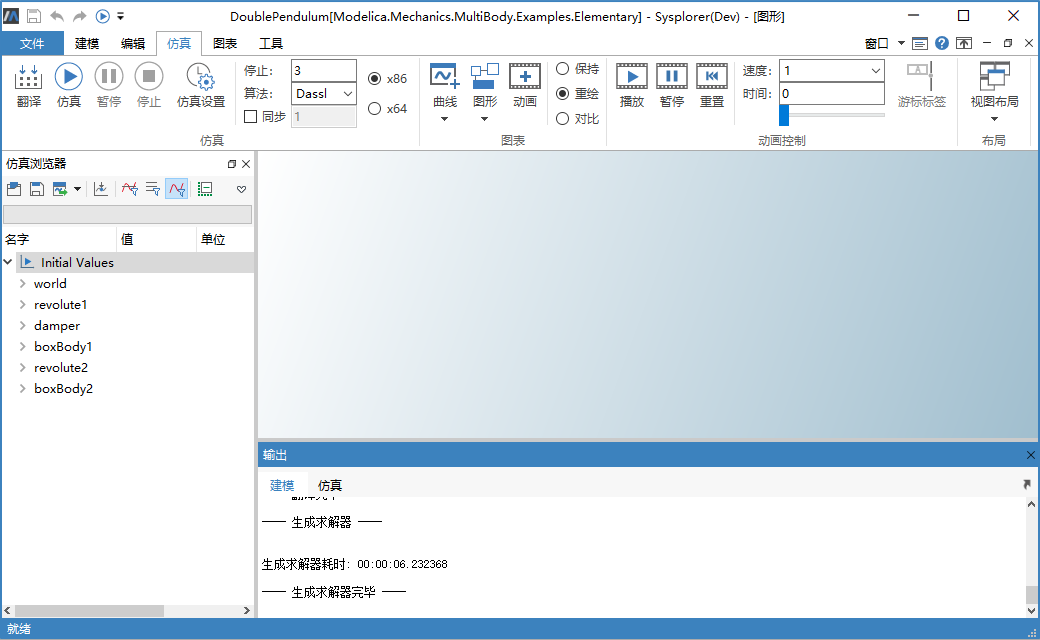 DoublePendulum[Modelica.Mechanics.MultiBody.Examples.Elementary] - Sysplorer(Dev) - [图形]
文件 建模 编辑 仿真 图表 工具 窗口
翻译 仿真 暂停 停止 仿真设置
停止: 3
算法: Dassl
同步 1
x86
x64
仿真
曲线 图形 动画
保持
重绘
对比
图表
播放 暂停 重置
速度: 1
时间: 0
动画控制
游标标签
视图布局
布局
仿真浏览器
名字 值 单位
Initial Values
world
revolute1
damper
boxBody1
revolute2
boxBody2
输出
建模 仿真
—— 生成求解器 ——
生成求解器耗时: 00:00:06.232368
—— 生成求解器完毕 ——
就绪